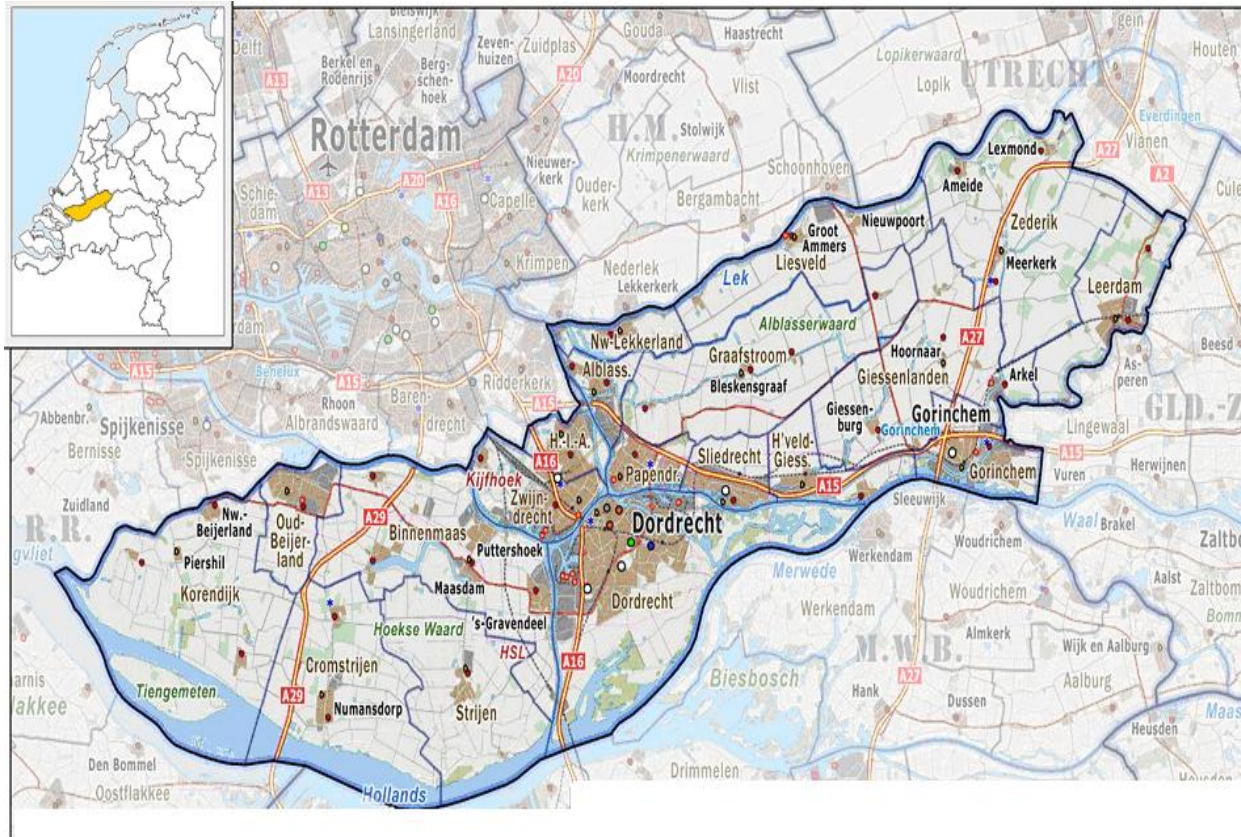 Bleiswijk
Lansingerland
Delft
A13
Berkel en
Rodenrijs
Berg-
schen-
hoek
Zeven-
huizen
Zuidplas
A20
Gouda
Haastrecht
Moordrecht
Vlist
Lopikerwaard
Lopik
UTRECHT
Houten
Everdingen
Vianen
A27
A2
Rotterdam
H.M.
Stolwijk
Krimpenerwaard
Schoonhoven
Nieuwer-
kerk
Ouder-
kerk
Bergambacht
A13
A20
A16
Schie-
dam
Capelle
Krimpen
Nederlek
Lekkerkerk
Lexmond
Ameide
Zederik
Nieuwpoort
Groot
Ammers
Liesveld
Meerkerk
Lek
Leerdam
Alblasserwaard
Nw-Lekkerland
Graafstroom
Bleskensgraaf
Alblass.
Hoornaar
Giessenlanden
A27
Arkel
As-
peren
Beesd
A15
Benelux
A15
Ridderkerk
A15
Rhoon
Albrandswaard
Baren-
drecht
Abbenbr.
Spijkenisse
Bernisse
Spijkenisse
Giessen-
burg
Gorinchem
Gorinchem
Gorinchem
GLD.-Z
Lingewaal
A15
Vuren
Herwijnen
H.I.A.
A16
Kijfhoek
Papendr.
Sliedrecht
H'veld-
Giess.
A15
Sleeuwijk
Zuidland
R.R.
Nw.-
Beijerland
Oud-
Beijer-
land
A29
Binnenmaas
Zwijn-
drecht
Dordrecht
Puttershoek
Piershil
Korendijk
Maasdam
Dordrecht
's-Gravendeel
HSL
Hoekse Waard
Merwede
Werkendam
Werkendam
Woudrichem
Woudrichem
Waal
Brakel
Zaltb
Aalst
Zaltbom
Almkerk
Wijk en Aalburg
M.W.B.
A27
Aalburg
Biesbosch
Hank
Dussen
Heusden
Maas
Cromstrijen
A29
Numansdorp
Strijen
A16
Tiengemeten
Den Bommel
Oostflakkee
Hollands
Drimmelen